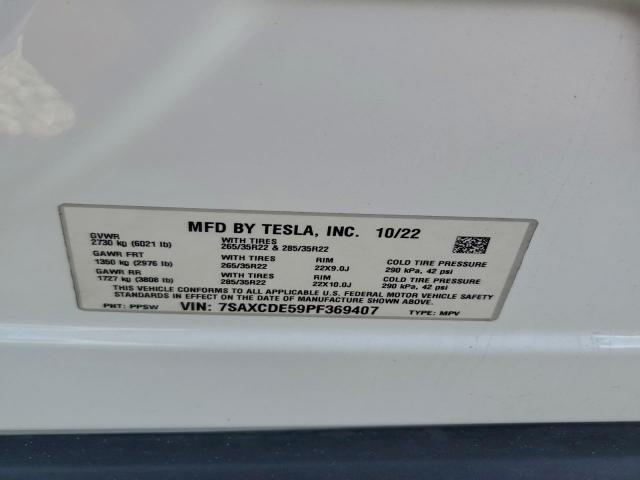 MFD BY TESLA, INC. 10/22
GVWR
2730 kg (6021 lb)
WITH TIRES
265/35R22 & 285/35R22
GAWR FRT
1350 kg (2976 lb)
WITH TIRES
265/35R22
RIM
22X9.0J
COLD TIRE PRESSURE
290 kPa, 42 psi
GAWR RR
1727 kg (3808 lb)
WITH TIRES
285/35R22
RIM
22X10.0J
COLD TIRE PRESSURE
290 kPa, 42 psi
THIS VEHICLE CONFORMS TO ALL APPLICABLE U.S. FEDERAL MOTOR VEHICLE SAFETY
STANDARDS IN EFFECT ON THE DATE OF MANUFACTURE SHOWN ABOVE.
PNT: PPSW
VIN: 7SAXCDE59PF369407
TYPE: MPV